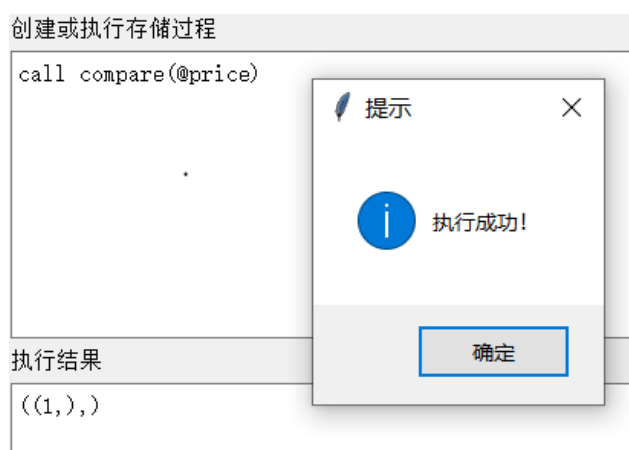 创建或执行存储过程
call compare(@price)
提示
执行成功!
确定
执行结果
((1,),)